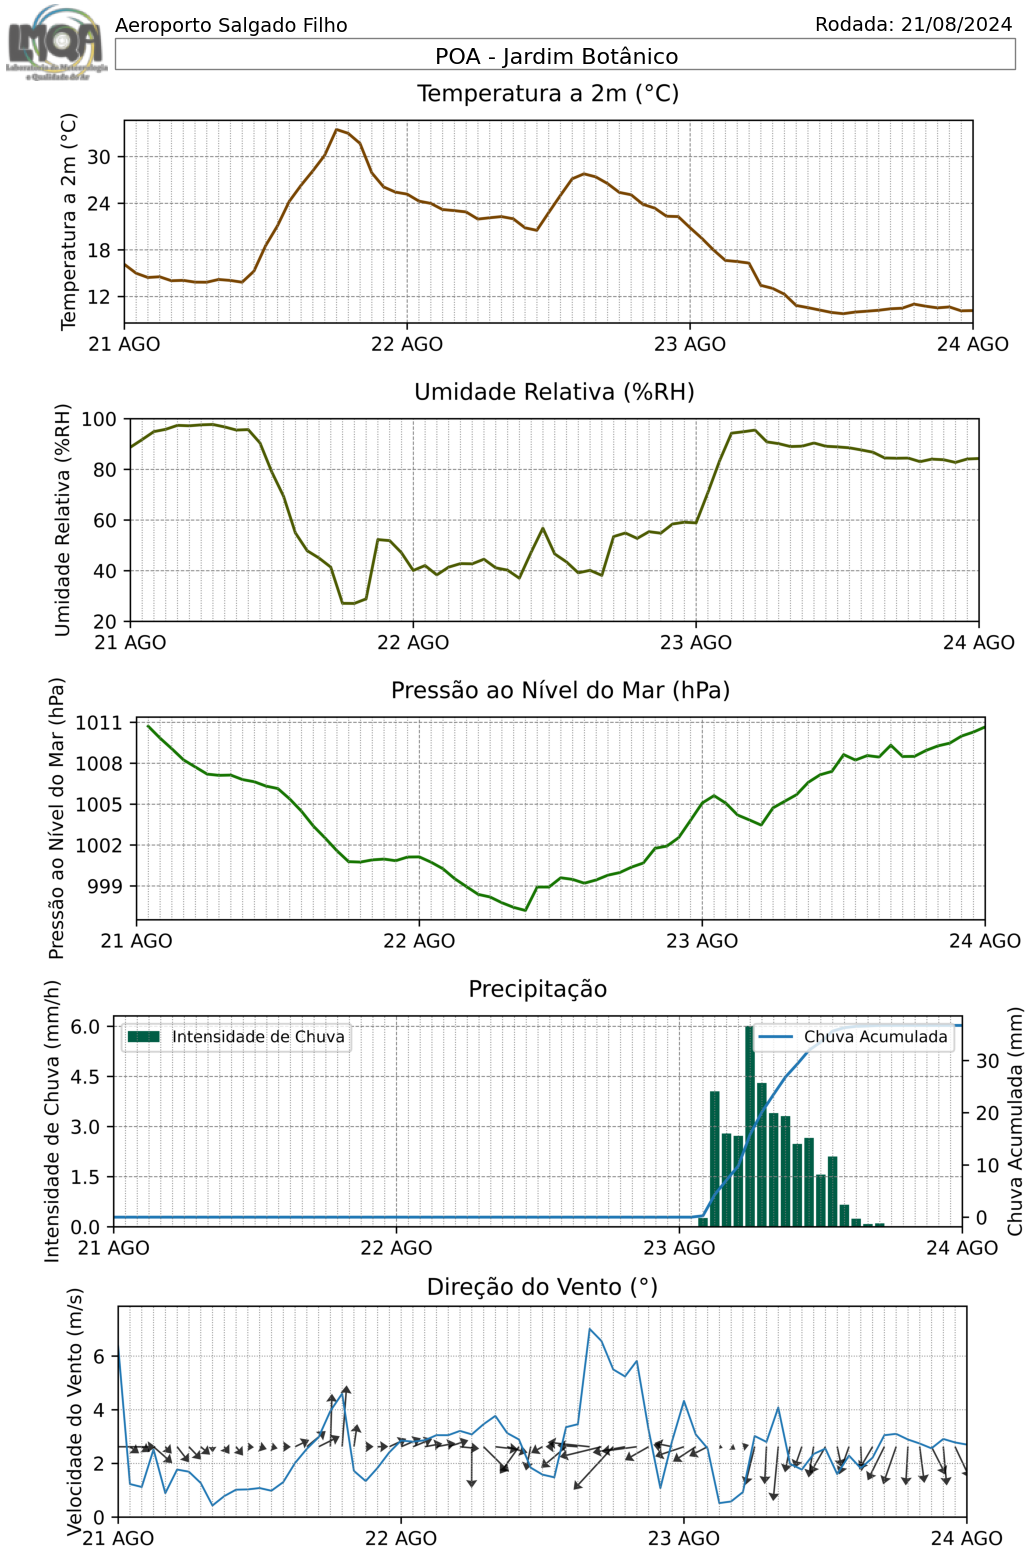 LMQA
Laboratório de Meteorologia
e Qualidade do Ar
Aeroporto Salgado Filho
Rodada: 21/08/2024
POA - Jardim Botânico
Temperatura a 2m (°C)
Temperatura a 2m (°C)
30
24
18
12
21 AGO 22 AGO 23 AGO 24 AGO
Umidade Relativa (%RH)
Umidade Relativa (%RH)
100
80
60
40
20
21 AGO 22 AGO 23 AGO 24 AGO
Pressão ao Nível do Mar (hPa)
Pressão ao Nível do Mar (hPa)
1011
1008
1005
1002
999
21 AGO 22 AGO 23 AGO 24 AGO
Precipitação
Intensidade de Chuva (mm/h)
6.0
4.5
3.0
1.5
0.0
Intensidade de Chuva
Chuva Acumulada
30
20
10
0
Chuva Acumulada (mm)
21 AGO 22 AGO 23 AGO 24 AGO
Direção do Vento (°)
Velocidade do Vento (m/s)
6
4
2
0
21 AGO 22 AGO 23 AGO 24 AGO